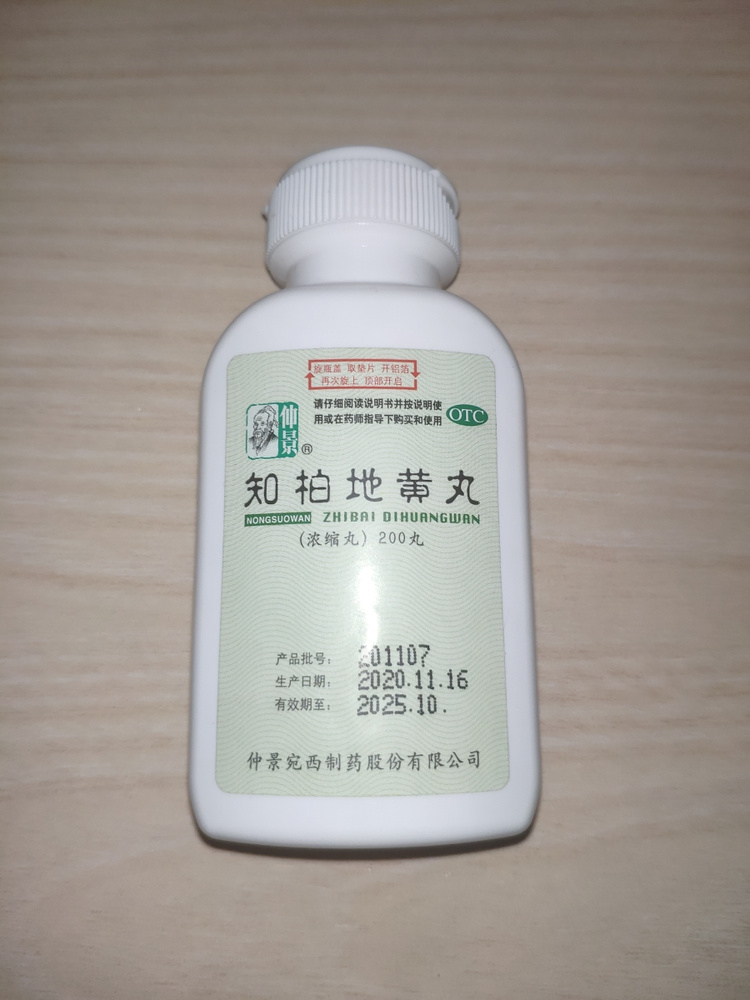 旋瓶盖 取垫片 开铝箔
再次旋上 顶部开启
请仔细阅读说明书并按说明使
用或在药师指导下购买和使用
OTC
仲景®
知柏地黄丸
NONGSUOWAN ZHIBAI DIHUANGWAN
(浓缩丸) 200丸
产品批号: 201107
生产日期: 2020.11.16
有效期至: 2025.10.
仲景宛西制药股份有限公司